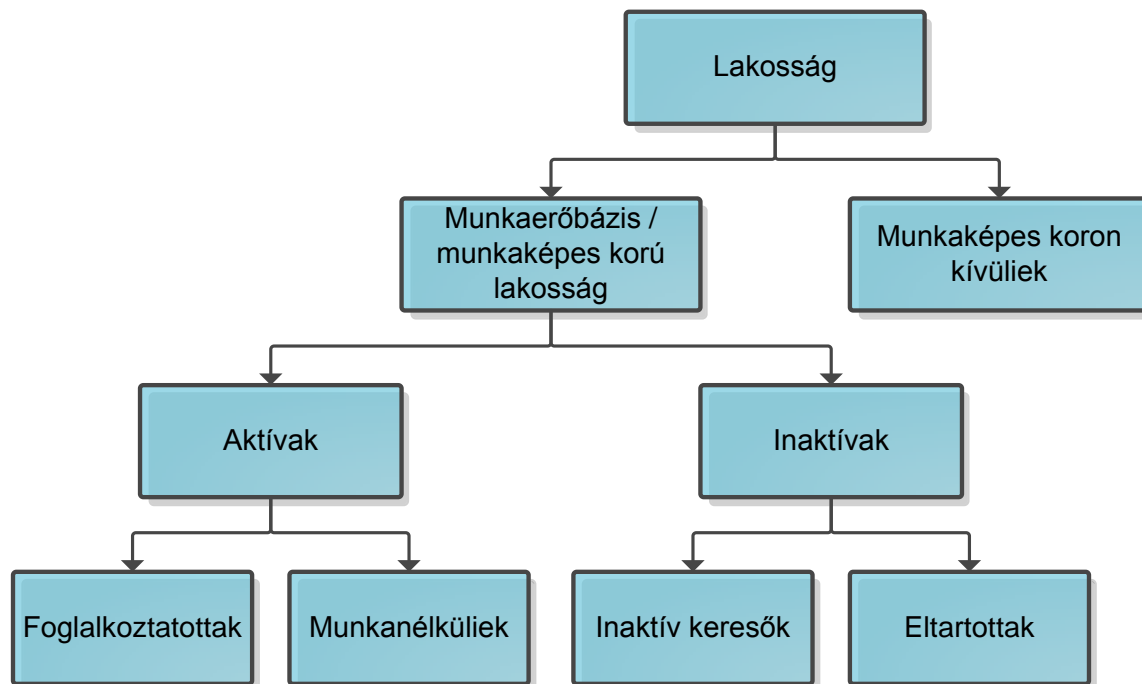 Lakosság
Munkaerőbázis /
munkaképes korú
lakosság
Munkaképes koron
kívüliek
Aktívak
Inaktívak
Foglalkoztatottak
Munkanélküliek
Inaktív keresők
Eltartottak